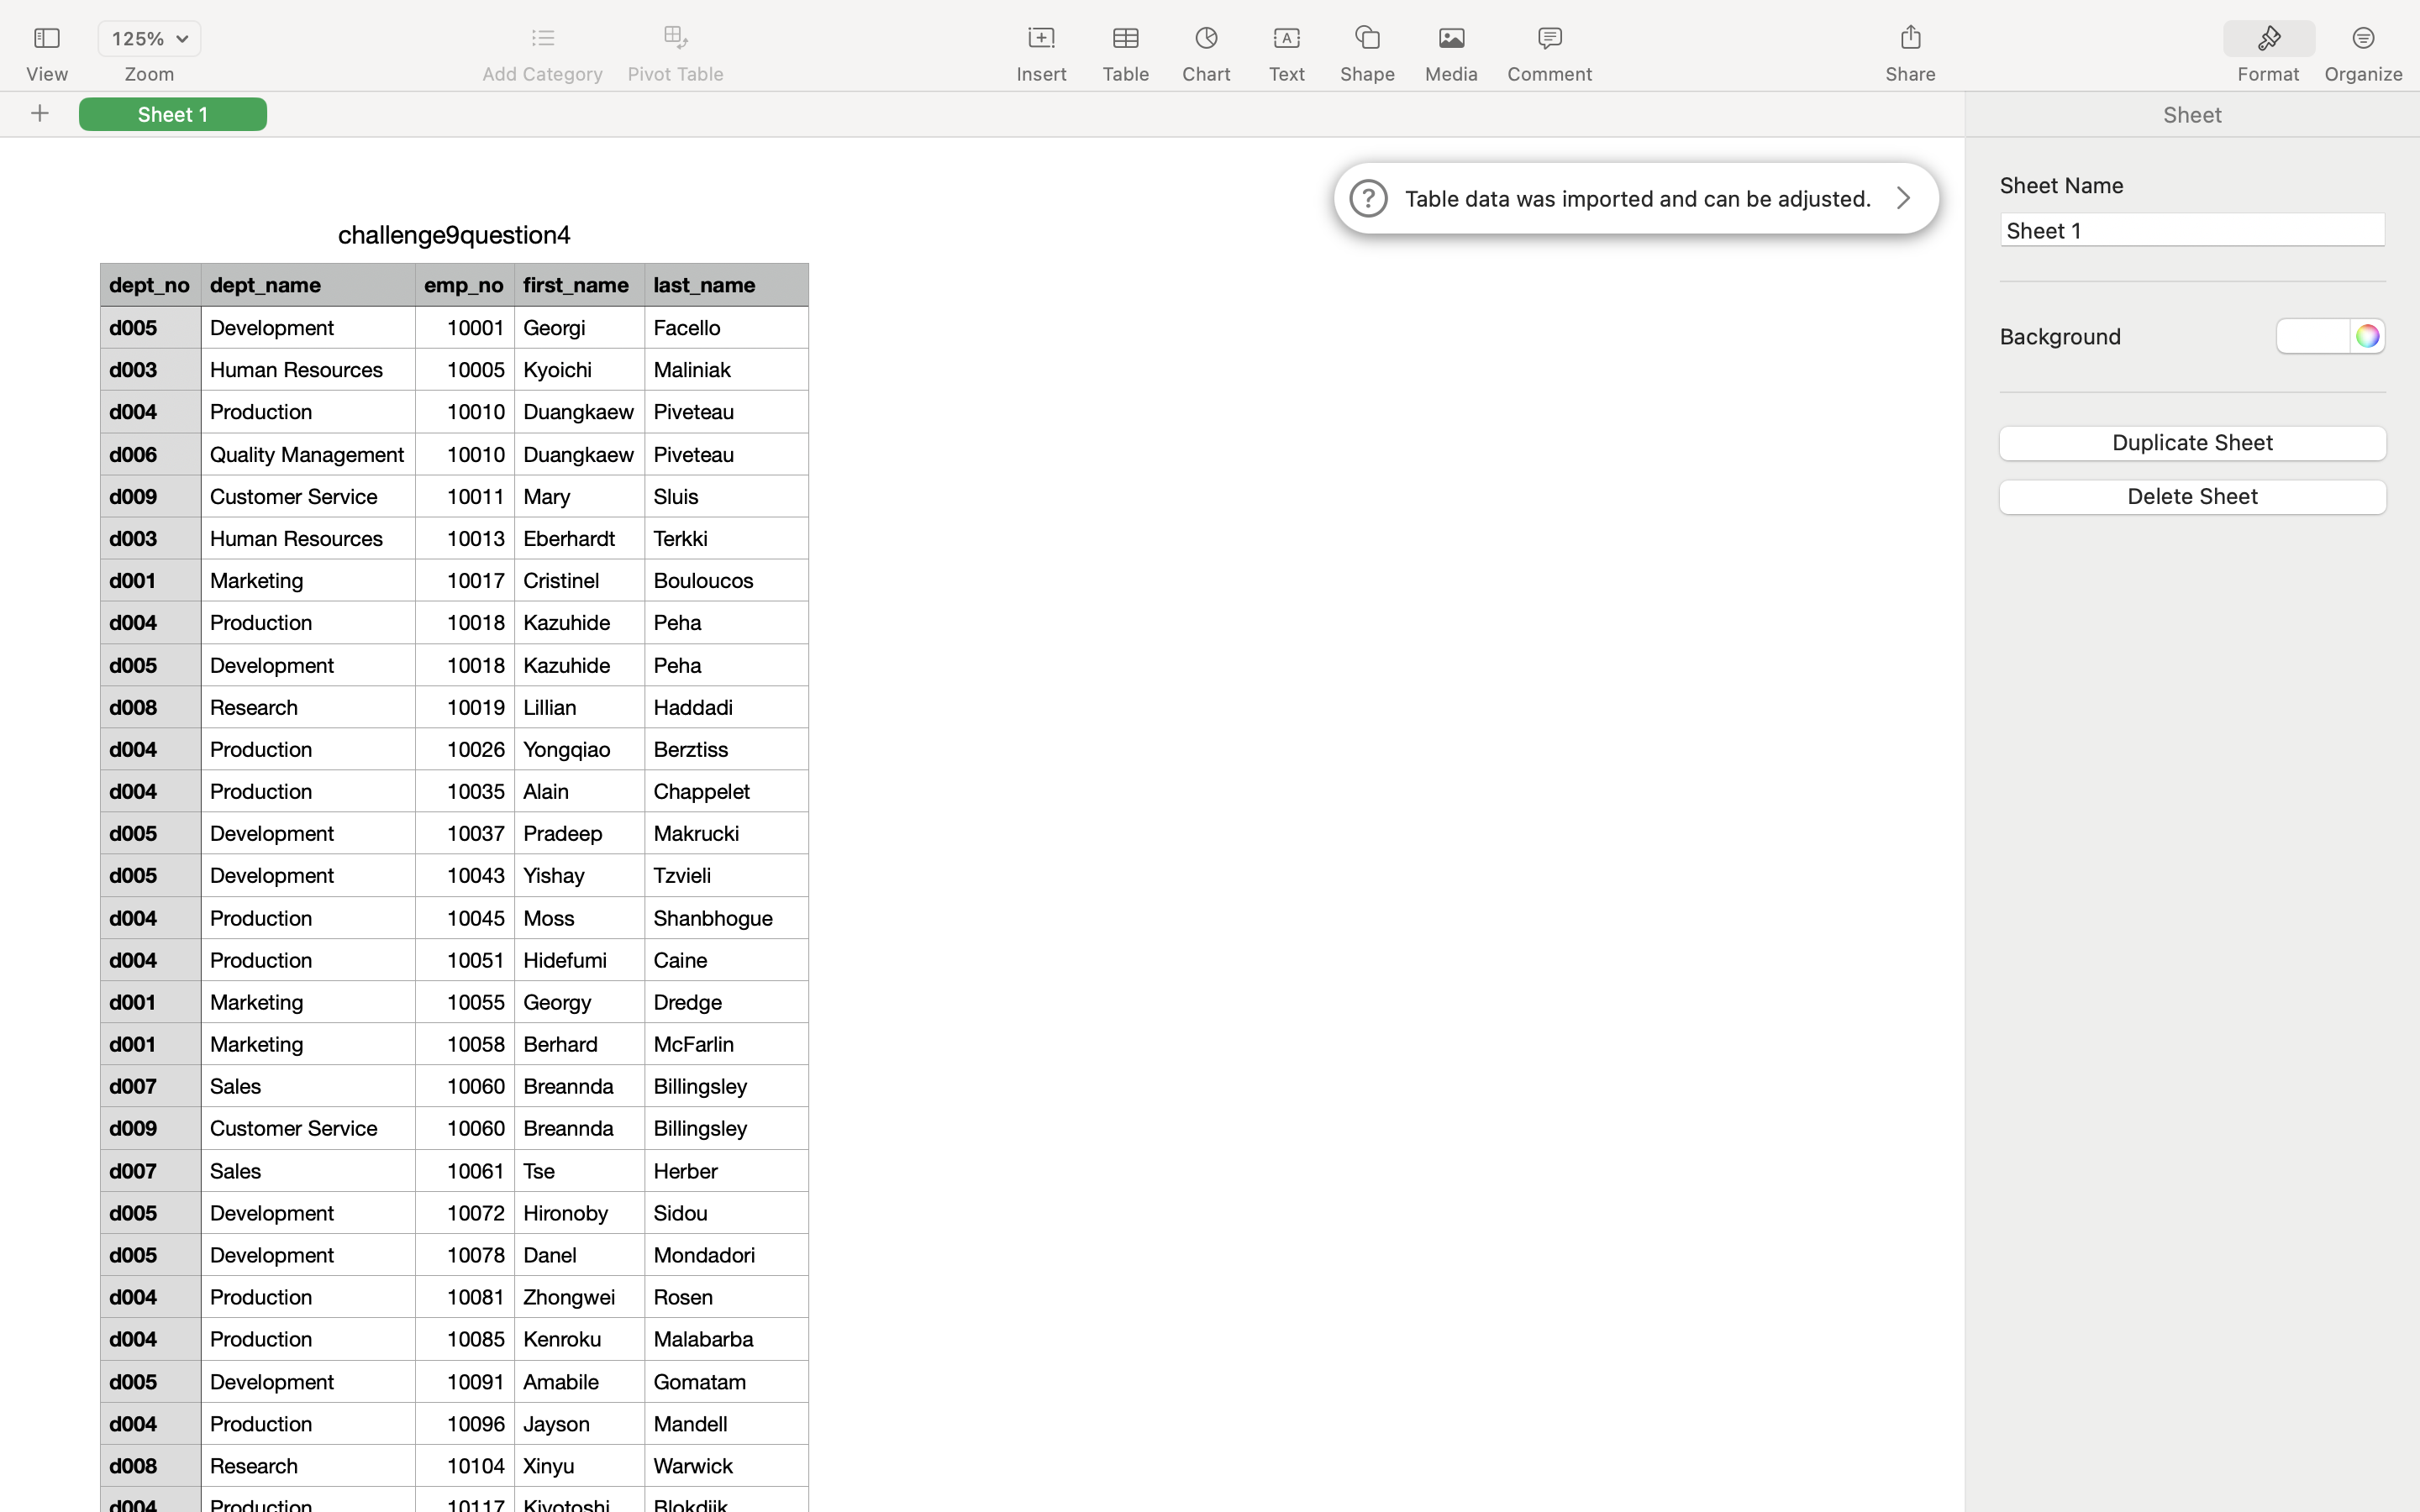 125%
View
Zoom
Add Category
Pivot Table
Insert
Table
Chart
Text
Shape
Media
Comment
Share
Format
Organize
Sheet 1
Sheet
Table data was imported and can be adjusted.
Sheet Name
Sheet 1
Background
Duplicate Sheet
Delete Sheet
challenge9question4
dept_no dept_name emp_no first_name last_name
d005 Development 10001 Georgi Facello
d003 Human Resources 10005 Kyoichi Maliniak
d004 Production 10010 Duangkaew Piveteau
d006 Quality Management 10010 Duangkaew Piveteau
d009 Customer Service 10011 Mary Sluis
d003 Human Resources 10013 Eberhardt Terkki
d001 Marketing 10017 Cristinel Bouloucos
d004 Production 10018 Kazuhide Peha
d005 Development 10018 Kazuhide Peha
d008 Research 10019 Lillian Haddadi
d004 Production 10026 Yongqiao Berztiss
d004 Production 10035 Alain Chappelet
d005 Development 10037 Pradeep Makrucki
d005 Development 10043 Yishay Tzvieli
d004 Production 10045 Moss Shanbhogue
d004 Production 10051 Hidefumi Caine
d001 Marketing 10055 Georgy Dredge
d001 Marketing 10058 Berhard McFarlin
d007 Sales 10060 Breannda Billingsley
d009 Customer Service 10060 Breannda Billingsley
d007 Sales 10061 Tse Herber
d005 Development 10072 Hironoby Sidou
d005 Development 10078 Danel Mondadori
d004 Production 10081 Zhongwei Rosen
d004 Production 10085 Kenroku Malabarba
d005 Development 10091 Amabile Gomatam
d004 Production 10096 Jayson Mandell
d008 Research 10104 Xinyu Warwick
d004 Production 10117 Kiyotoshi Blokdijk